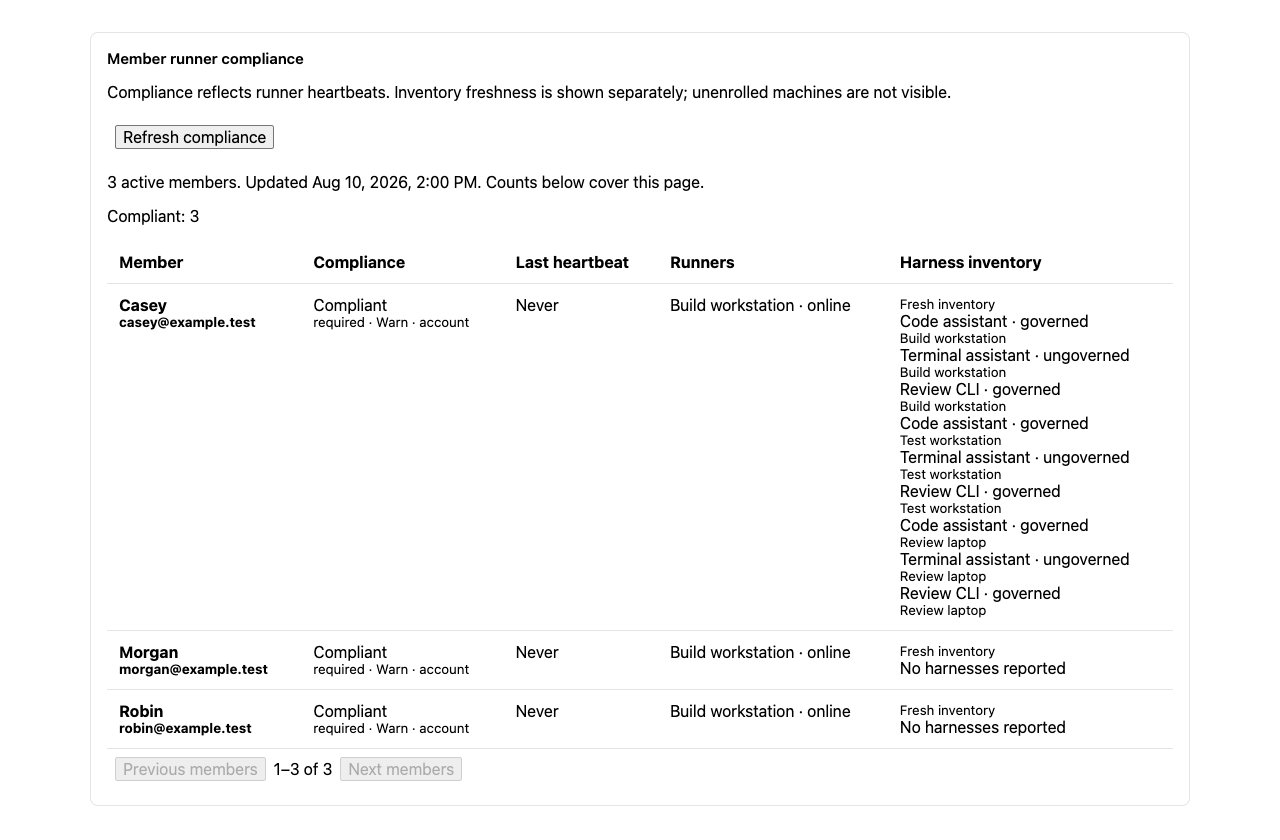 Member runner compliance
Compliance reflects runner heartbeats. Inventory freshness is shown separately; unenrolled machines are not visible.
Refresh compliance
3 active members. Updated Aug 10, 2026, 2:00 PM. Counts below cover this page.
Compliant: 3
Member Compliance Last heartbeat Runners Harness inventory
Casey Compliant Never Build workstation · online Fresh inventory
casey@example.test required · Warn · account Code assistant · governed
Build workstation
Terminal assistant · ungoverned
Build workstation
Review CLI · governed
Build workstation
Code assistant · governed
Test workstation
Terminal assistant · ungoverned
Test workstation
Review CLI · governed
Test workstation
Code assistant · governed
Review laptop
Terminal assistant · ungoverned
Review laptop
Review CLI · governed
Review laptop
Morgan Compliant Never Build workstation · online Fresh inventory
morgan@example.test required · Warn · account No harnesses reported
Robin Compliant Never Build workstation · online Fresh inventory
robin@example.test required · Warn · account No harnesses reported
Previous members 1–3 of 3 Next members